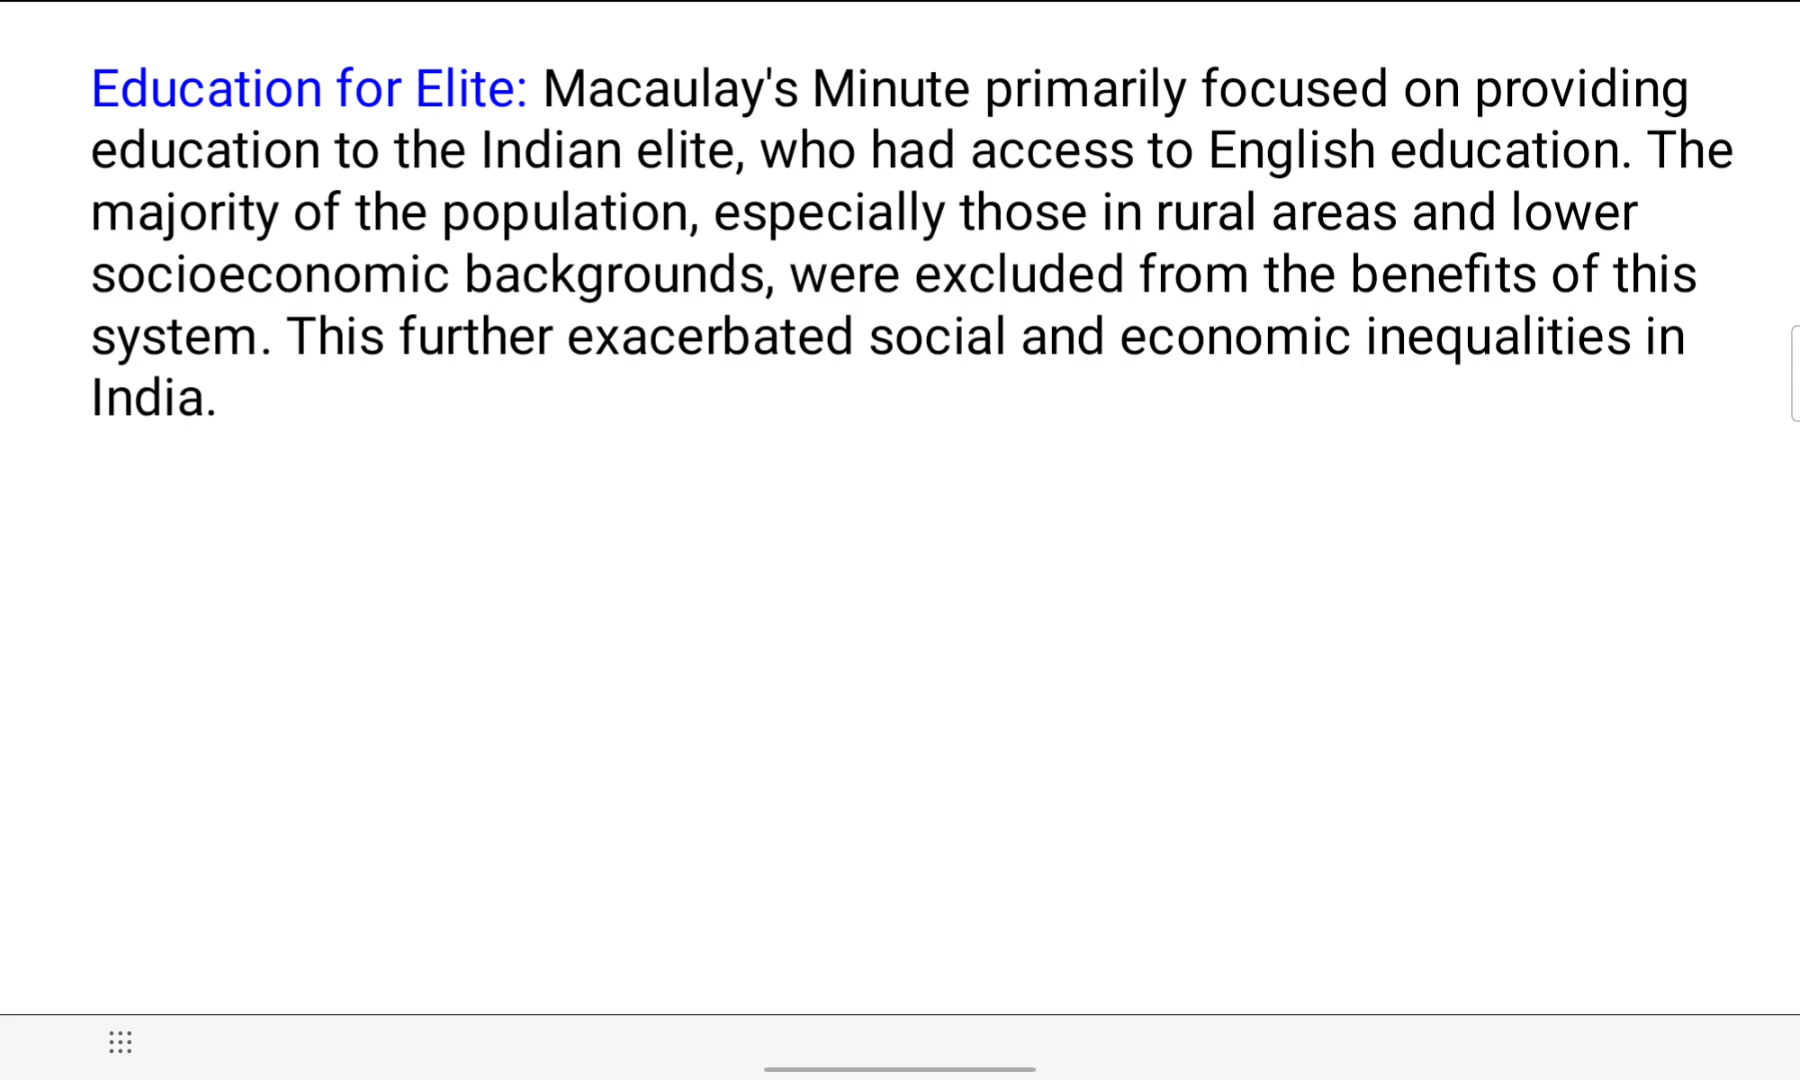 Education for Elite: Macaulay's Minute primarily focused on providing
education to the Indian elite, who had access to English education. The
majority of the population, especially those in rural areas and lower
socioeconomic backgrounds, were excluded from the benefits of this
system. This further exacerbated social and economic inequalities in
India.